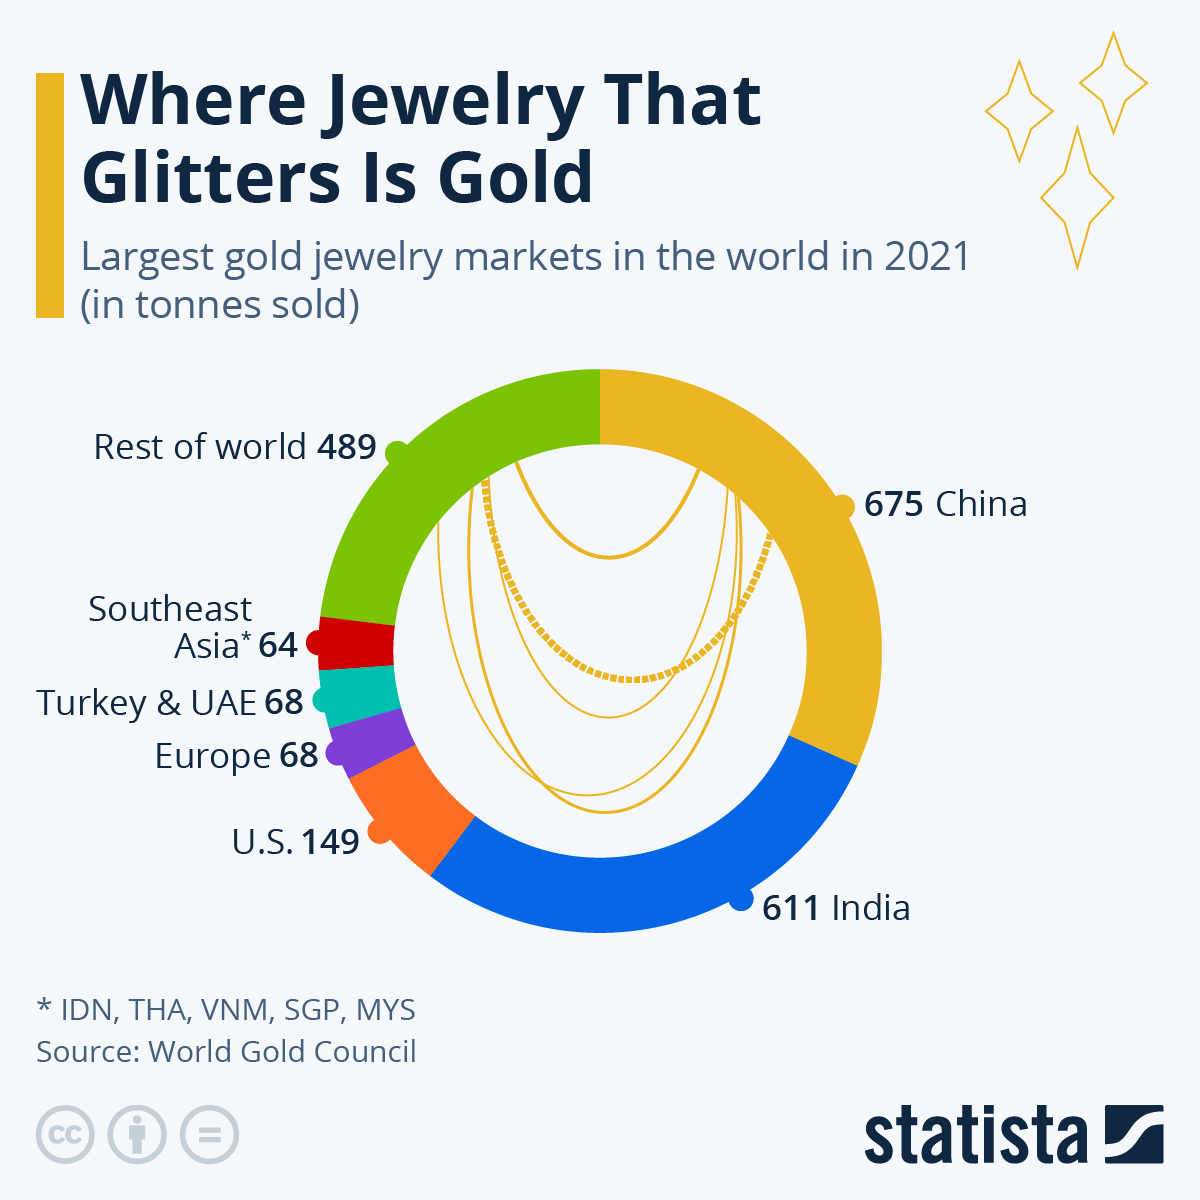 Where Jewelry That
Glitters Is Gold
Largest gold jewelry markets in the world in 2021
(in tonnes sold)
Rest of world 489
675 China
Southeast
Asia* 64
Turkey & UAE 68
Europe 68
U.S. 149
611 India
* IDN, THA, VNM, SGP, MYS
Source: World Gold Council
cc
statista